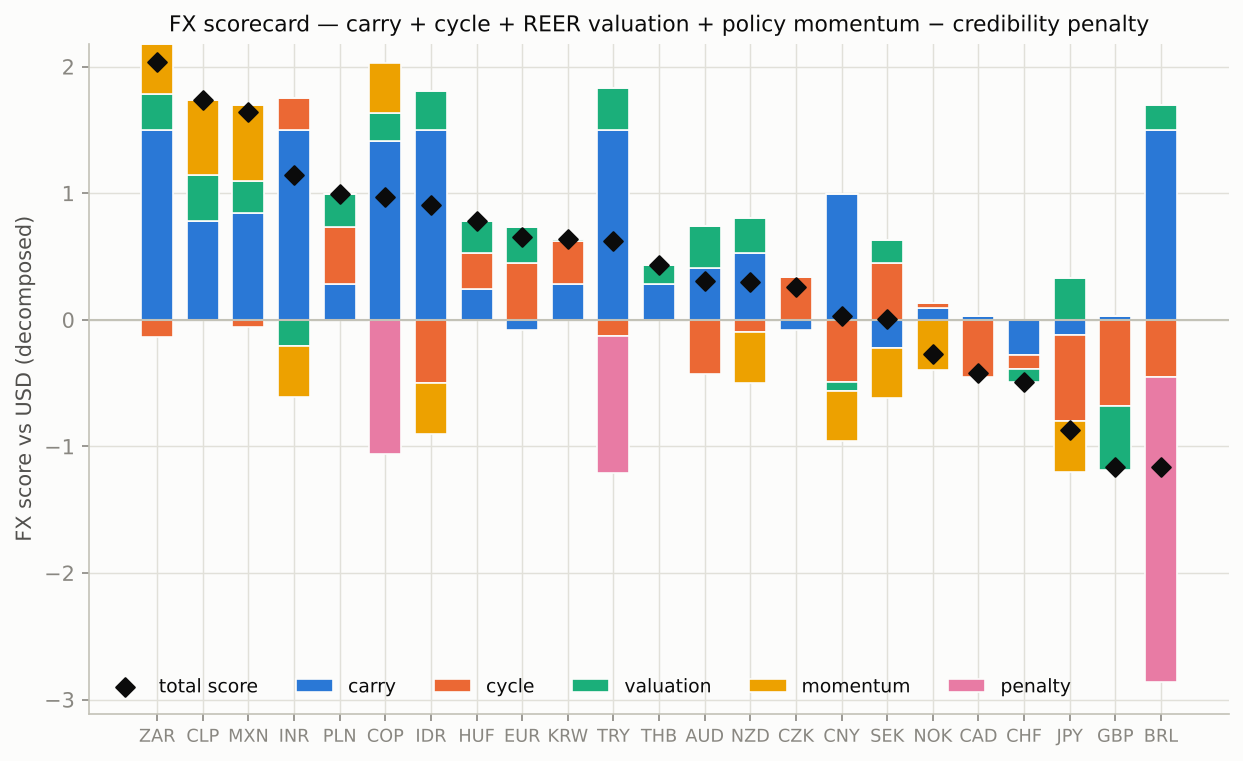 FX scorecard — carry + cycle + REER valuation + policy momentum − credibility penalty
FX score vs USD (decomposed)
2
1
0
−1
−2
−3
total score carry cycle valuation momentum penalty
ZAR CLP MXN INR PLN COP IDR HUF EUR KRW TRY THB AUD NZD CZK CNY SEK NOK CAD CHF JPY GBP BRL